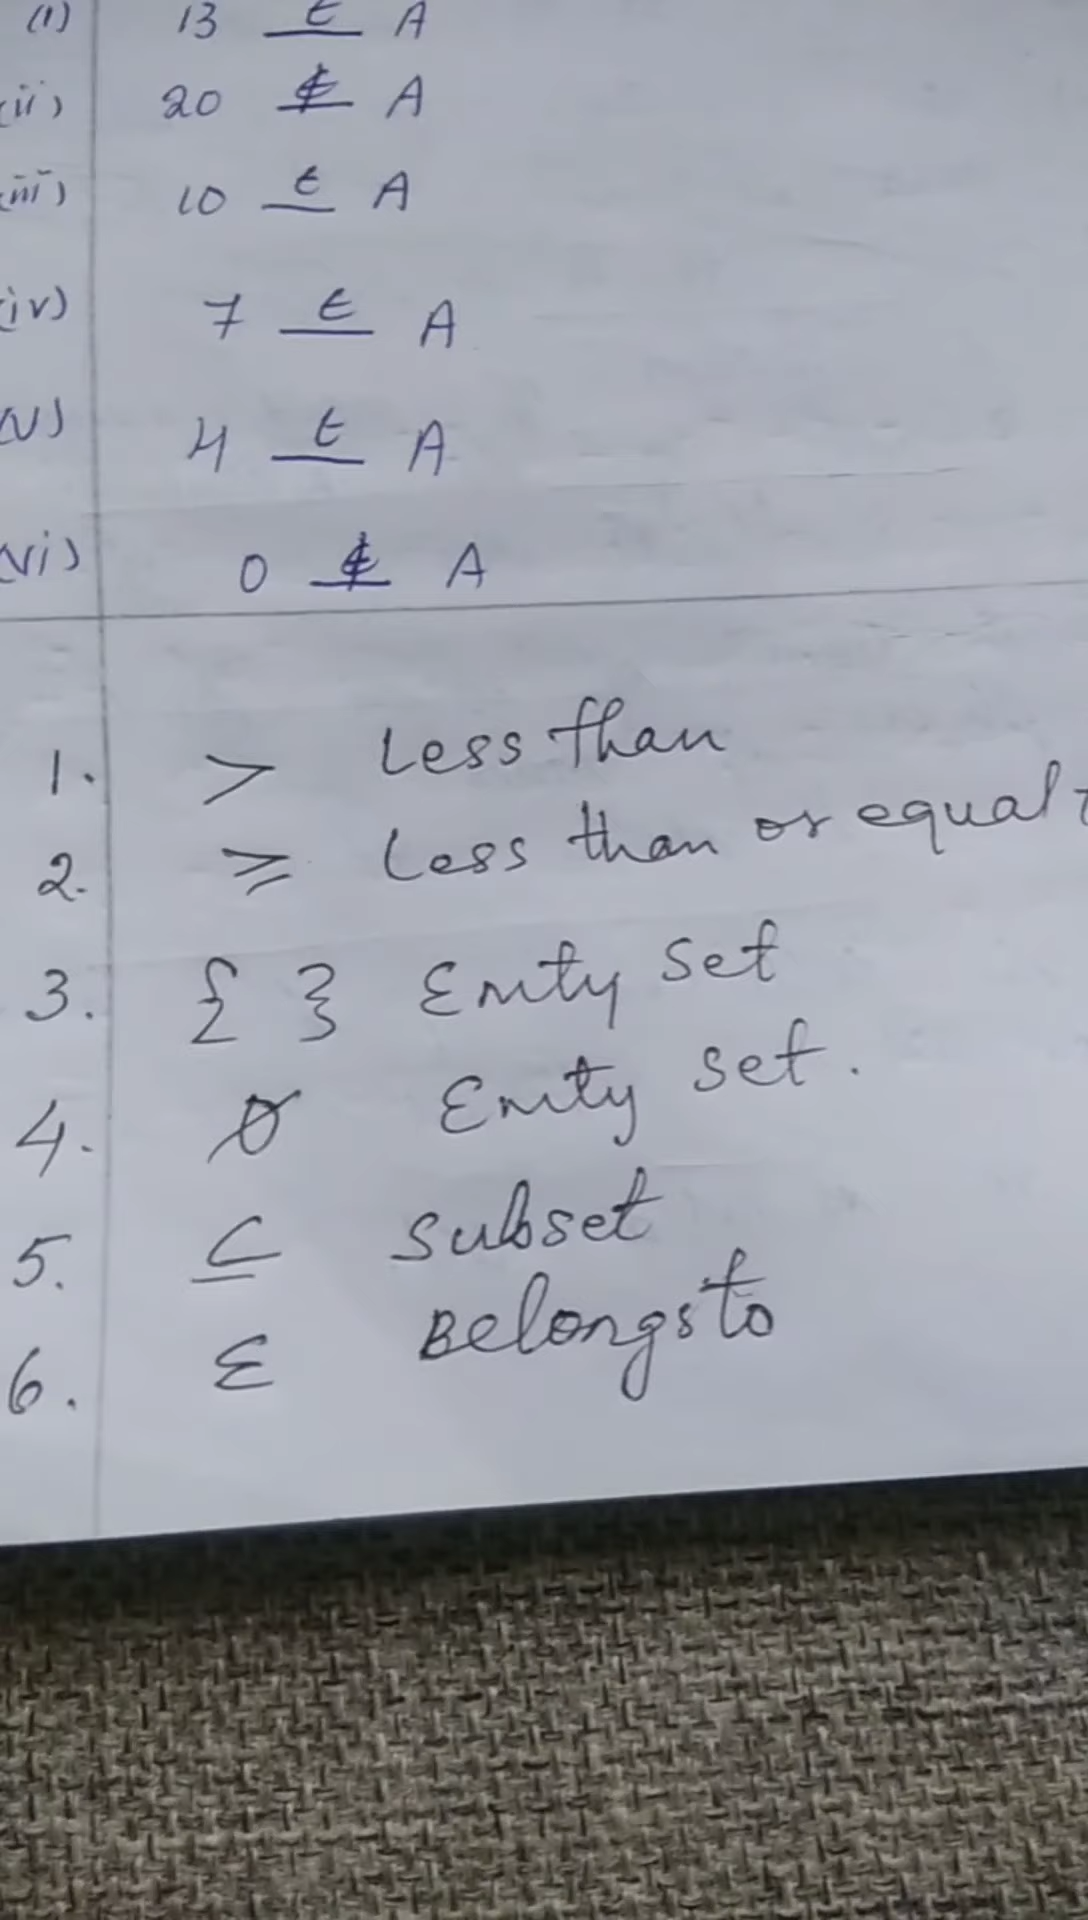 (i) 13 ∈ A
(ii) 20 ∉ A
(iii) 10 ∈ A
(iv) 7 ∈ A
(v) 4 ∈ A
(vi) 0 ∉ A
1. > Less than
2. ≥ Less than or equal t
3. { } Emty set
4. Ø Emty set.
5. ⊆ Subset
6. ∈ Belongs to